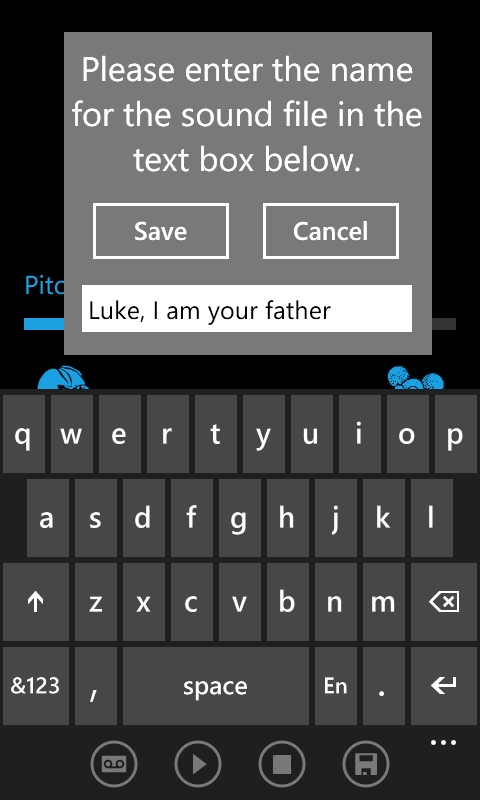 Please enter the name
for the sound file in the
text box below.
Save Cancel
Pitc
Luke, I am your father
q w e r t y u i o p
a s d f g h j k l
z x c v b n m
&123 , space En .